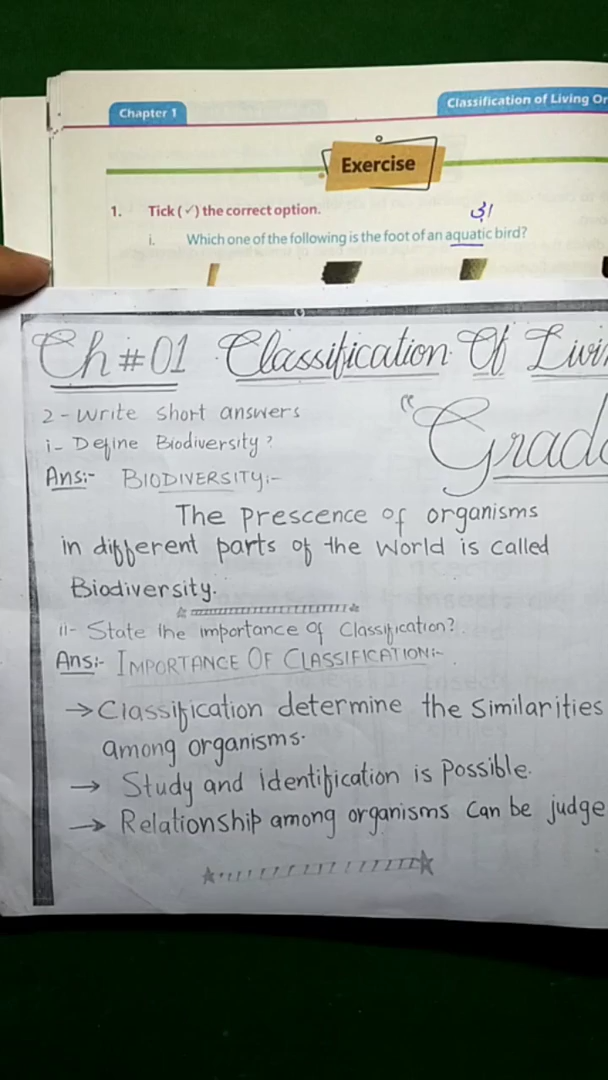 Chapter 1
Classification of Living Or
Exercise
1. Tick (✓) the correct option.
i. Which one of the following is the foot of an aquatic bird?
Ch # 01 Classification Of Livin
2 - Write short answers
"Grade
i - Define Biodiversity?
Ans:- BIODIVERSITY:-
The Prescence of organisms
in different parts of the World is called
Biodiversity.
ii - State the importance of Classification?
Ans:- IMPORTANCE OF CLASSIFICATION:-
→ Classification determine the Similarities
among organisms.
→ Study and identification is Possible.
→ Relationship among organisms Can be judge